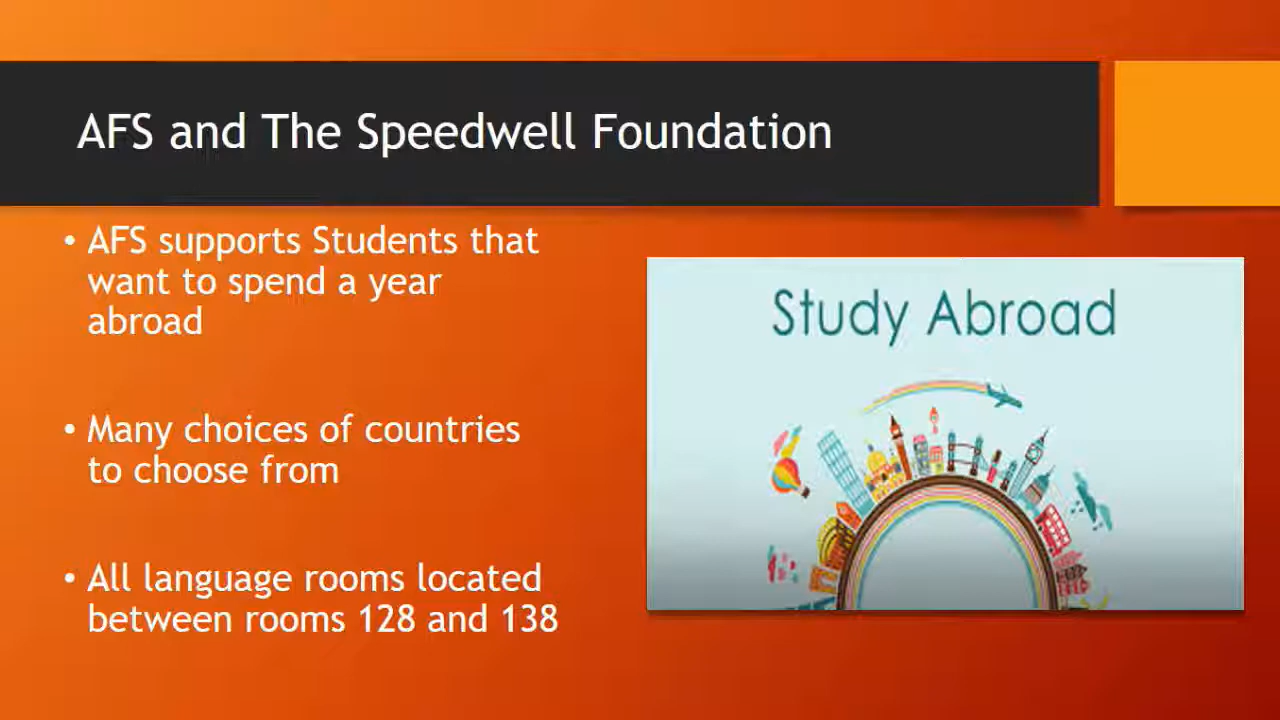 AFS and The Speedwell Foundation
• AFS supports Students that
want to spend a year
abroad
• Many choices of countries
to choose from
• All language rooms located
between rooms 128 and 138
Study Abroad